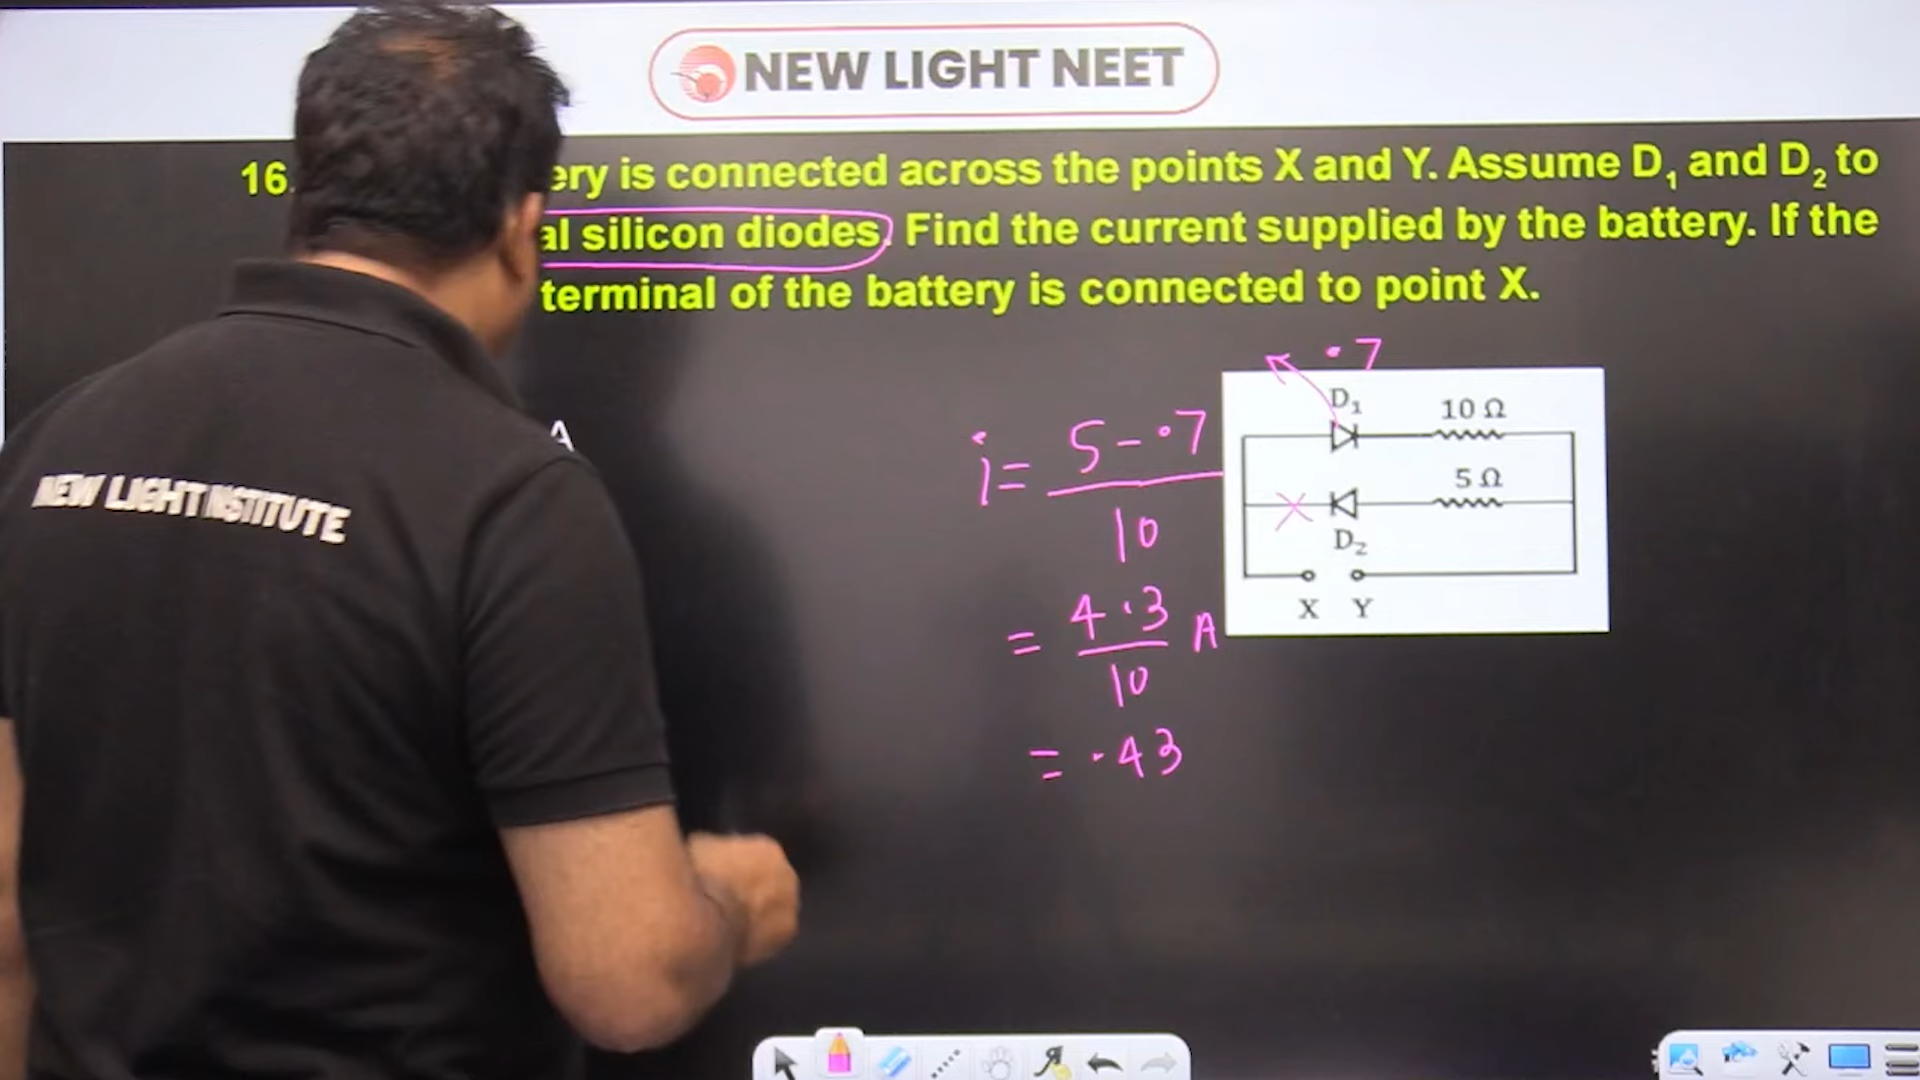 NEW LIGHT NEET
16. ery is connected across the points X and Y. Assume D₁ and D₂ to
al silicon diodes. Find the current supplied by the battery. If the
terminal of the battery is connected to point X.
A
NEW LIGHT INSTITUTE
i = 5 - .7 / 10
= 4.3 / 10 A
= .43
.7
D₁
10 Ω
5 Ω
D₂
X Y